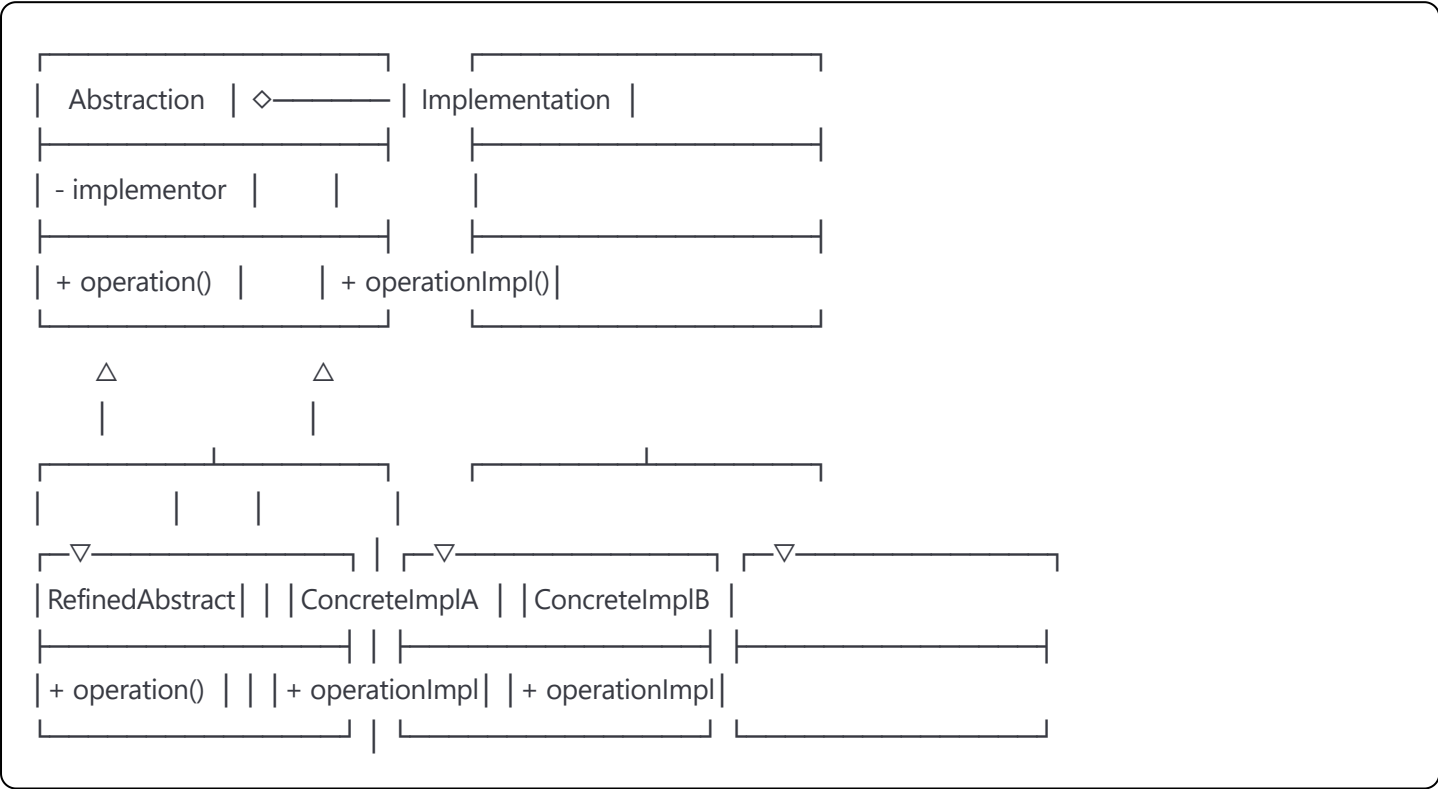 ┌─────────────────┐ ┌─────────────────┐
│ Abstraction │ ◇────── │ Implementation │
├─────────────────┤ ├─────────────────┤
│ - implementor │ │ │
├─────────────────┤ ├─────────────────┤
│ + operation() │ │ + operationImpl()│
└─────────────────┘ └─────────────────┘
△ △
│ │
┌────────┴────────┐ ┌────────┴────────┐
│ │ │ │
┌─▽─────────────┐ │ ┌─▽─────────────┐ ┌─▽─────────────┐
│RefinedAbstract│ │ │ConcreteImplA │ │ConcreteImplB │
├───────────────┤ │ ├───────────────┤ ├───────────────┤
│+ operation() │ │ │+ operationImpl│ │+ operationImpl│
└───────────────┘ │ └───────────────┘ └───────────────┘